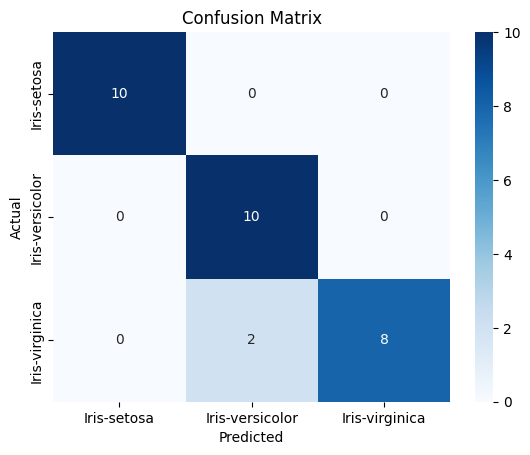 Confusion Matrix
Actual
Iris-setosa
10 0 0
Iris-versicolor
0 10 0
Iris-virginica
0 2 8
Iris-setosa Iris-versicolor Iris-virginica
Predicted
10
8
6
4
2
0